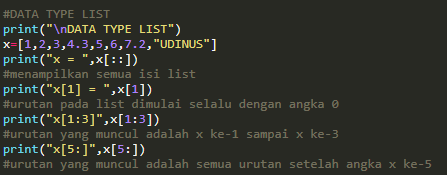 #DATA TYPE LIST
print("\nDATA TYPE LIST")
x=[1,2,3,4.3,5,6,7.2,"UDINUS"]
print("x = ",x[::])
#menampilkan semua isi list
print("x[1] = ",x[1])
#urutan pada list dimulai selalu dengan angka 0
print("x[1:3]",x[1:3])
#urutan yang muncul adalah x ke-1 sampai x ke-3
print("x[5:]",x[5:])
#urutan yang muncul adalah semua urutan setelah angka x ke-5